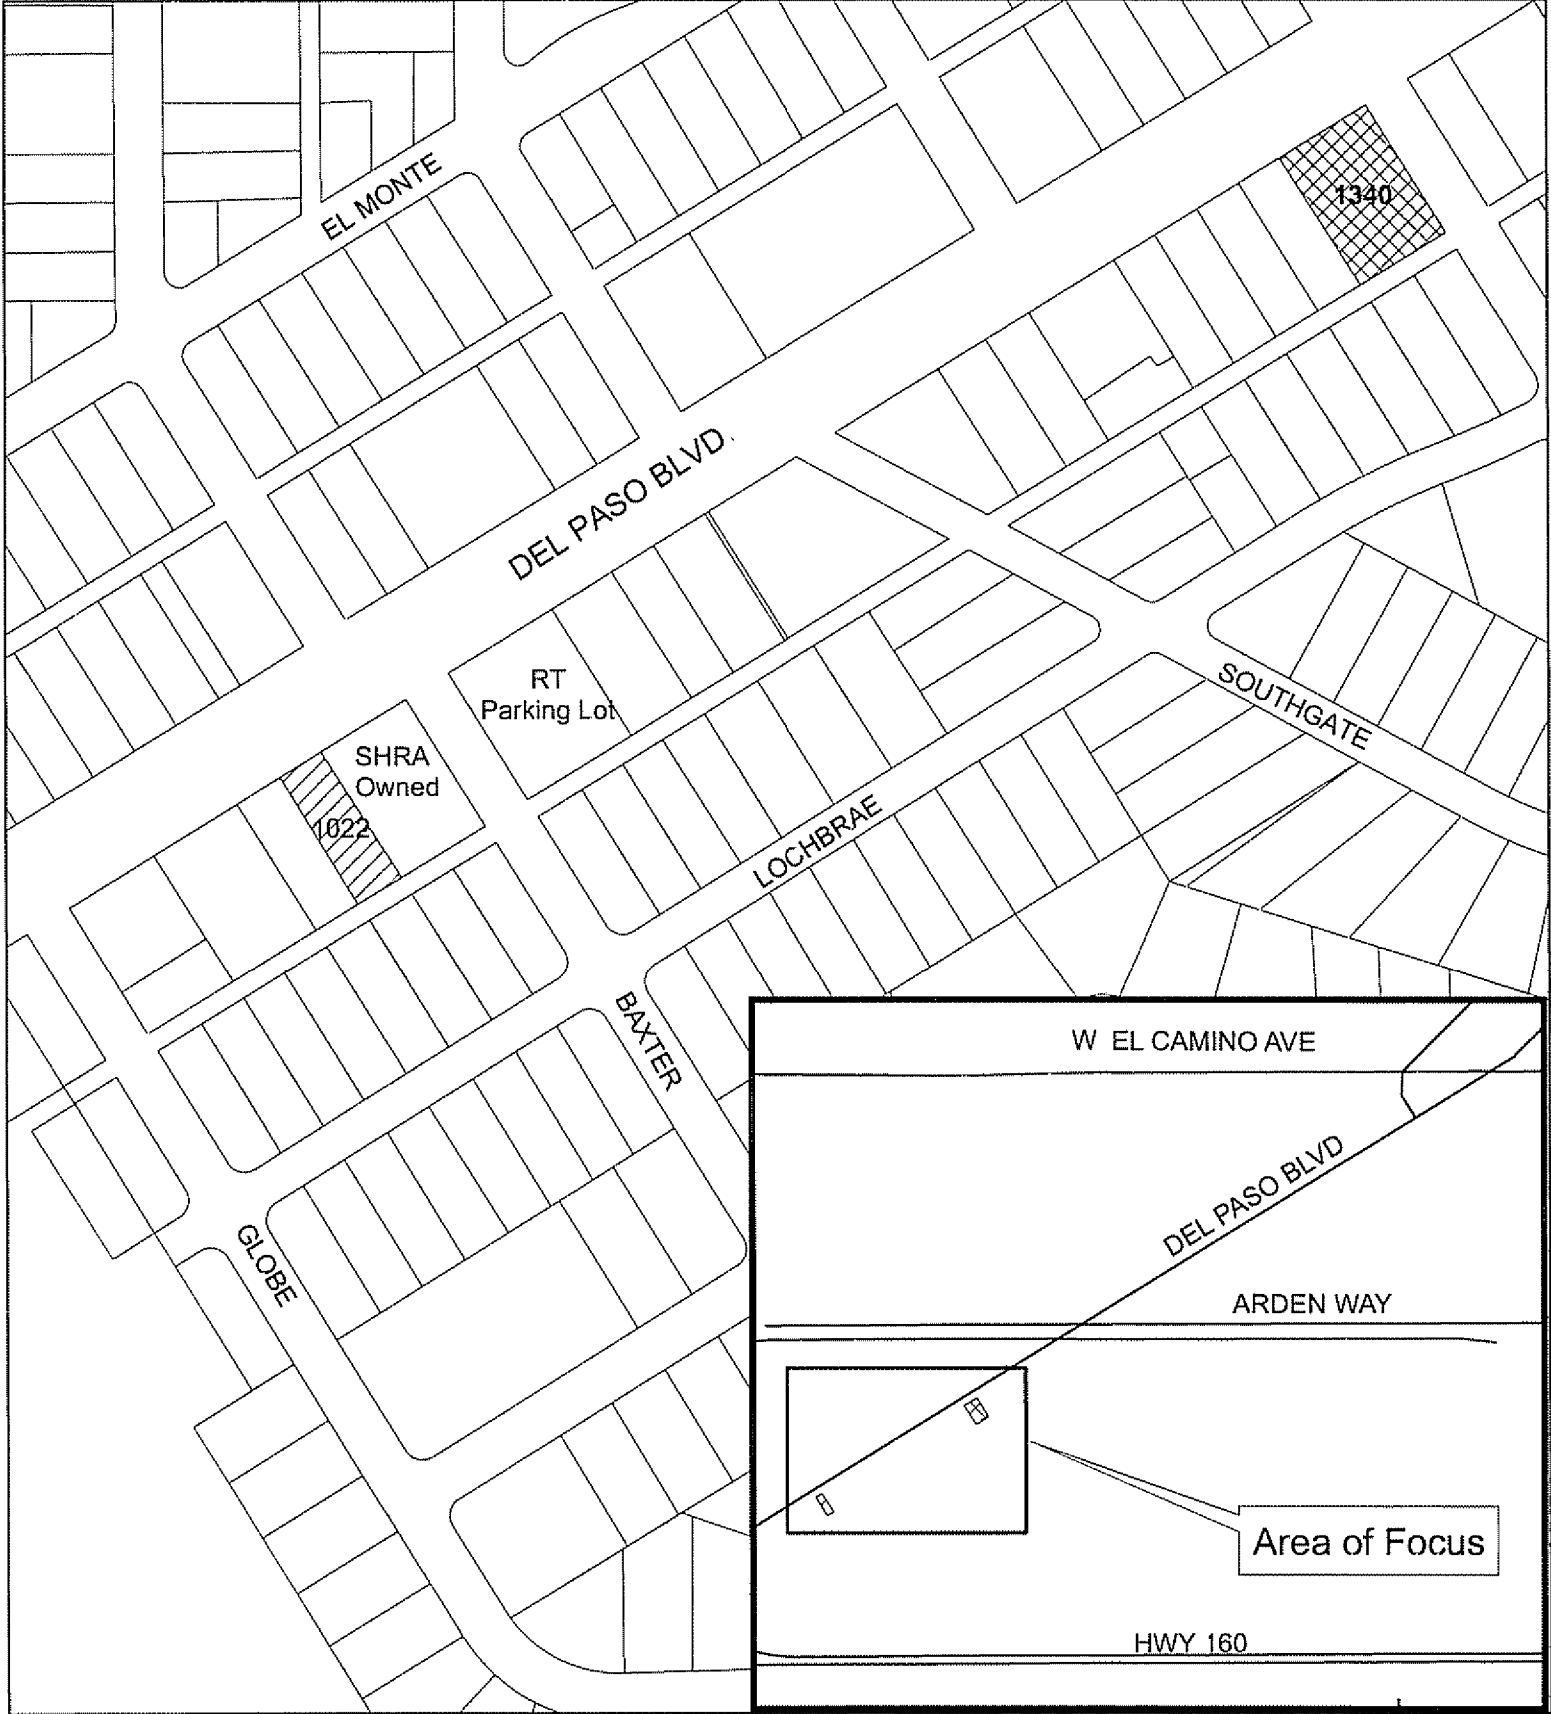 EL MONTE
1340
DEL PASO BLVD
RT
Parking Lot
SOUTHGATE
SHRA
Owned
1022
LOCHBRAE
BAXTER
GLOBE
W EL CAMINO AVE
DEL PASO BLVD
ARDEN WAY
Area of Focus
HWY 160